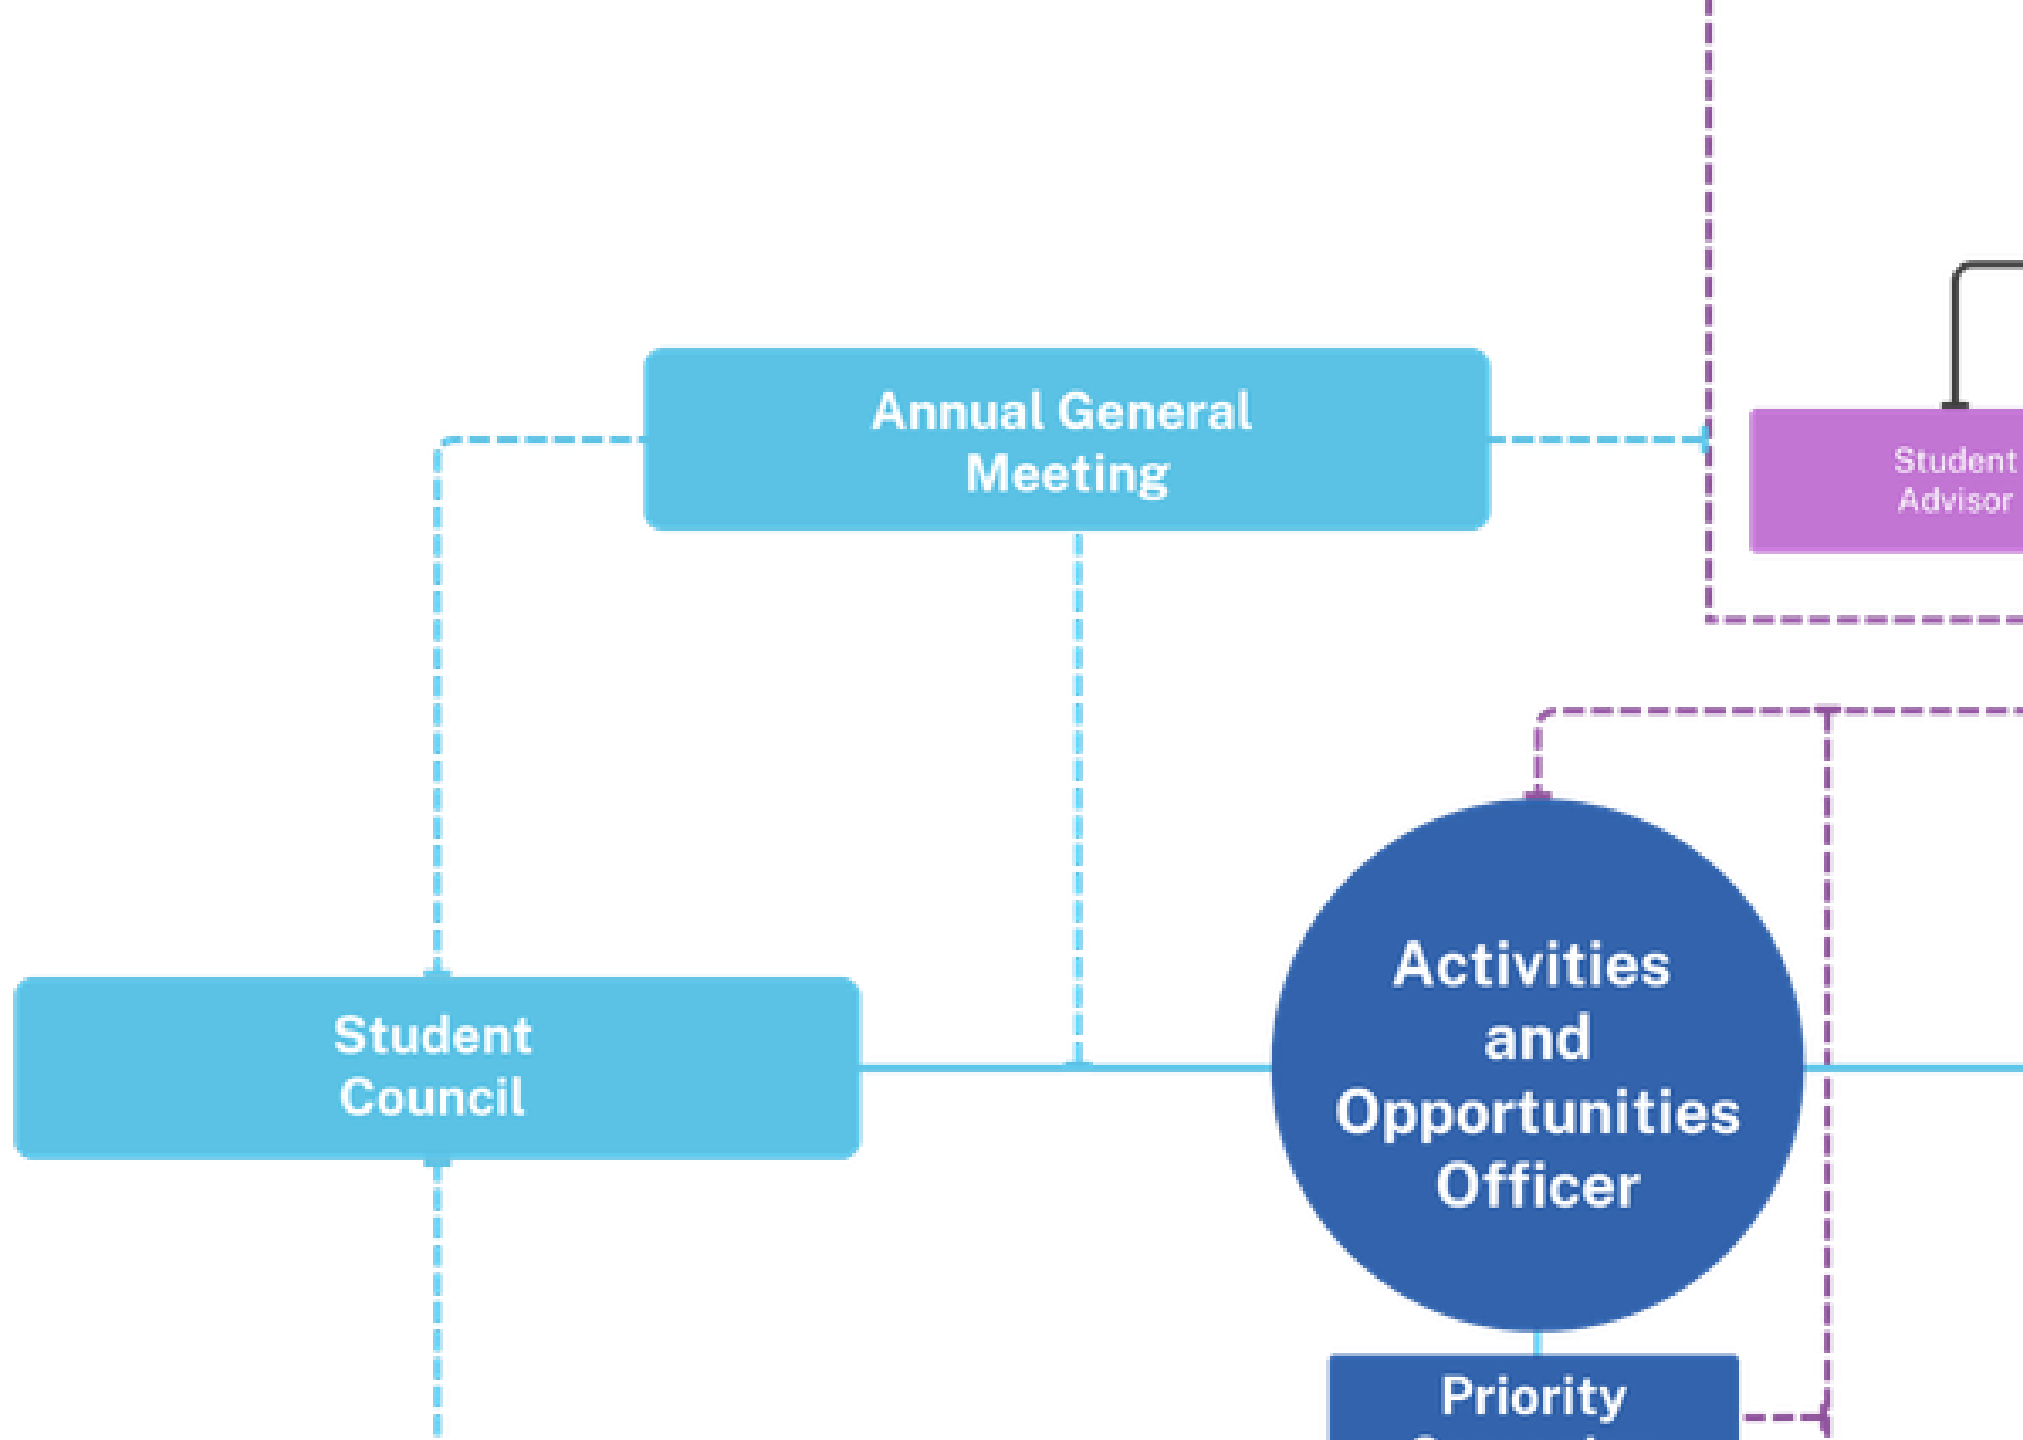 Annual General
Meeting
Student
Advisor
Student
Council
Activities
and
Opportunities
Officer
Priority